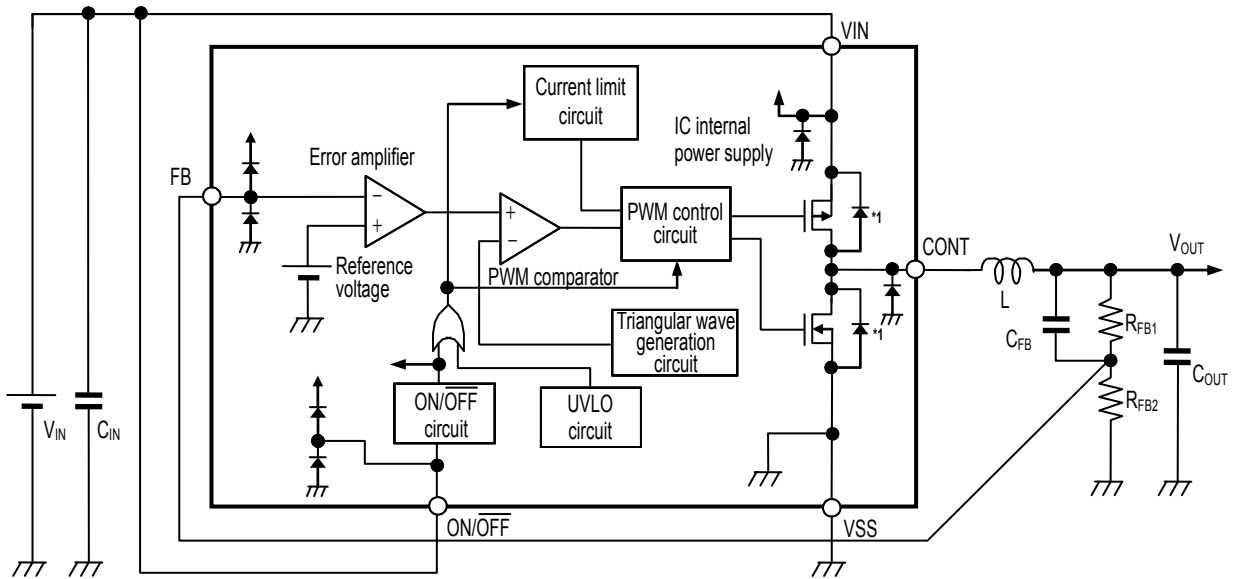 VIN
Current limit
circuit
IC internal
power supply
Error amplifier
FB
−
+
+
−
PWM control
circuit
*1
CONT
VOUT
Reference
voltage
PWM comparator
L
CFB
RFB1
COUT
RFB2
Triangular wave
generation
circuit
*1
ON/OFF
circuit
UVLO
circuit
VIN
CIN
ON/OFF
VSS